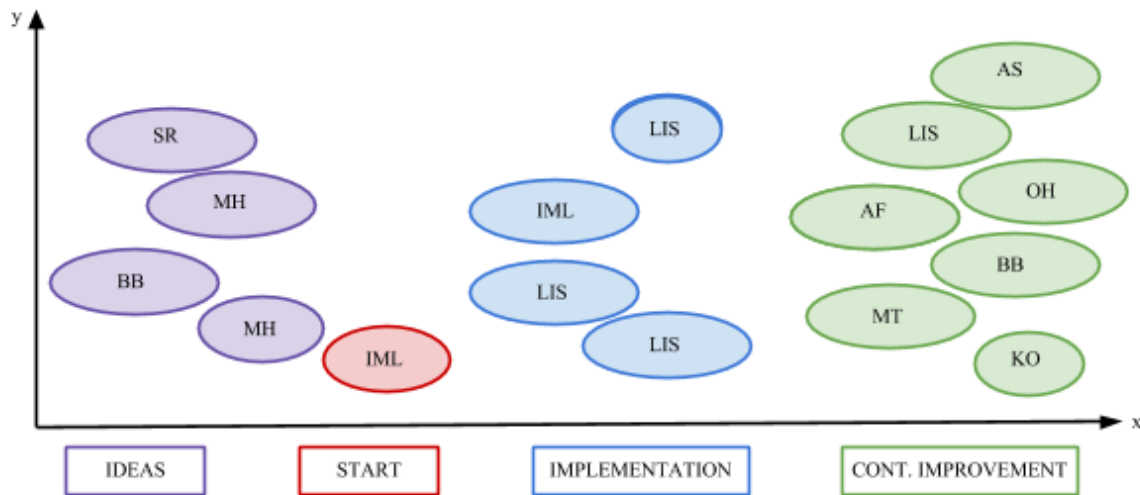 y
AS
SR
LIS
LIS
MH
IML
AF
OH
BB
LIS
BB
MH
IML
LIS
MT
KO
x
IDEAS
START
IMPLEMENTATION
CONT. IMPROVEMENT